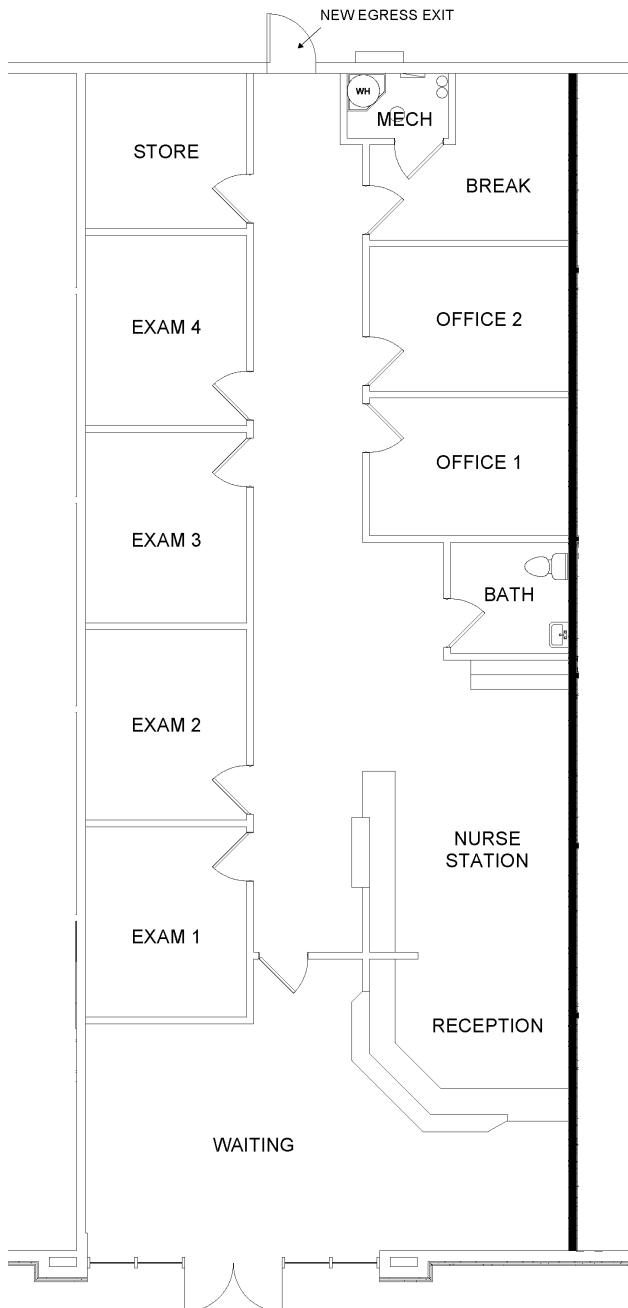 NEW EGRESS EXIT
WH
MECH
STORE
BREAK
EXAM 4
OFFICE 2
OFFICE 1
EXAM 3
BATH
EXAM 2
NURSE
STATION
EXAM 1
RECEPTION
WAITING